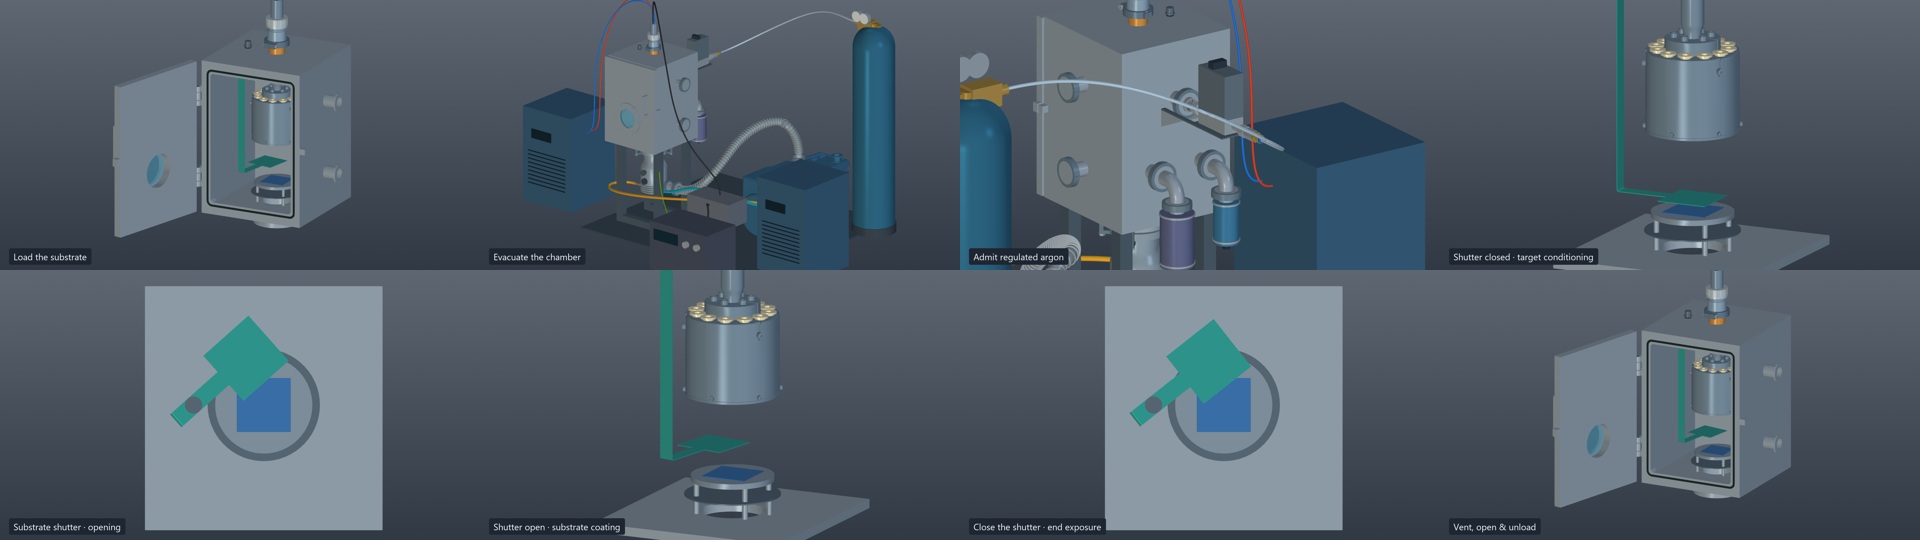 Load the substrate
Evacuate the chamber
Admit regulated argon
Shutter closed · target conditioning
Substrate shutter · opening
Shutter open · substrate coating
Close the shutter · end exposure
Vent, open & unload